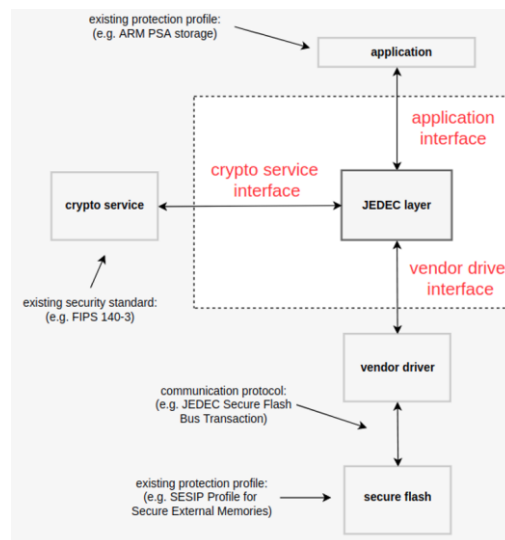 existing protection profile:
(e.g. ARM PSA storage)
application
application
interface
crypto service
interface
crypto service
JEDEC layer
vendor drive
interface
existing security standard:
(e.g. FIPS 140-3)
vendor driver
communication protocol:
(e.g. JEDEC Secure Flash
Bus Transaction)
existing protection profile:
(e.g. SESIP Profile for
Secure External Memories)
secure flash